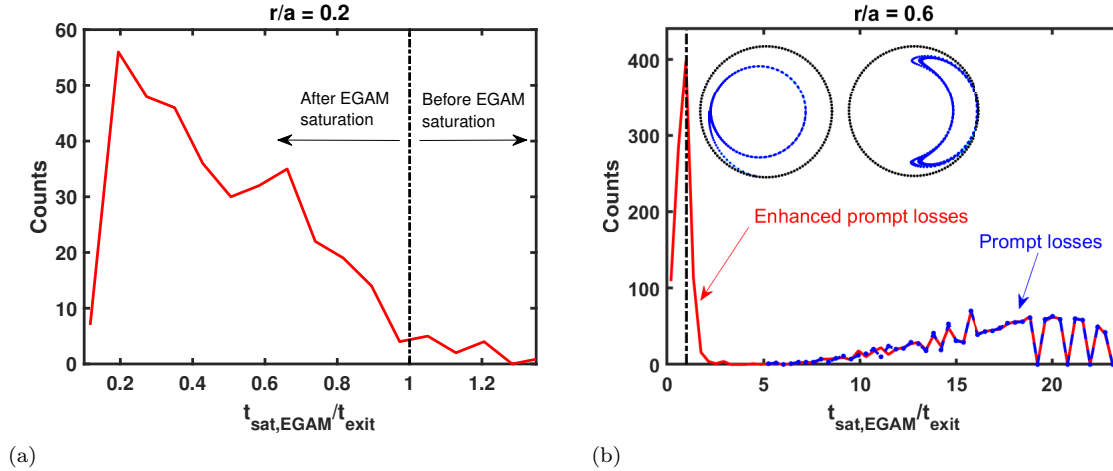 r/a = 0.2
Counts
60
50
40
30
20
10
0
After EGAM
saturation
Before EGAM
saturation
0.2
0.4
0.6
0.8
1
1.2
t_sat,EGAM/t_exit
(a)
r/a = 0.6
Counts
400
300
200
100
0
Enhanced prompt losses
Prompt losses
0
5
10
15
20
t_sat,EGAM/t_exit
(b)